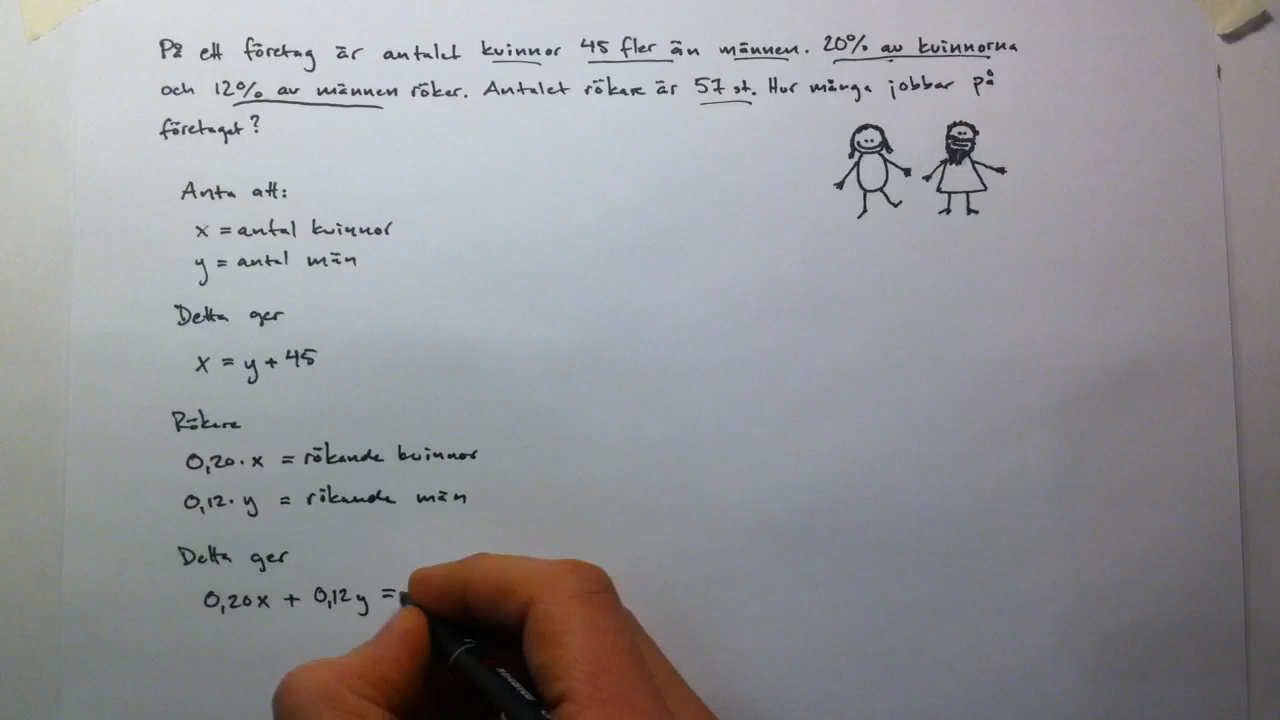 På ett företag är antalet kvinnor 45 fler än männen. 20% av kvinnorna
och 12% av männen röker. Antalet rökare är 57 st. Hur många jobbar på
företaget?
Anta att:
x = antal kvinnor
y = antal män
Detta ger
x = y + 45
Rökare
0,20·x = rökande kvinnor
0,12·y = rökande män
Detta ger
0,20x + 0,12y =